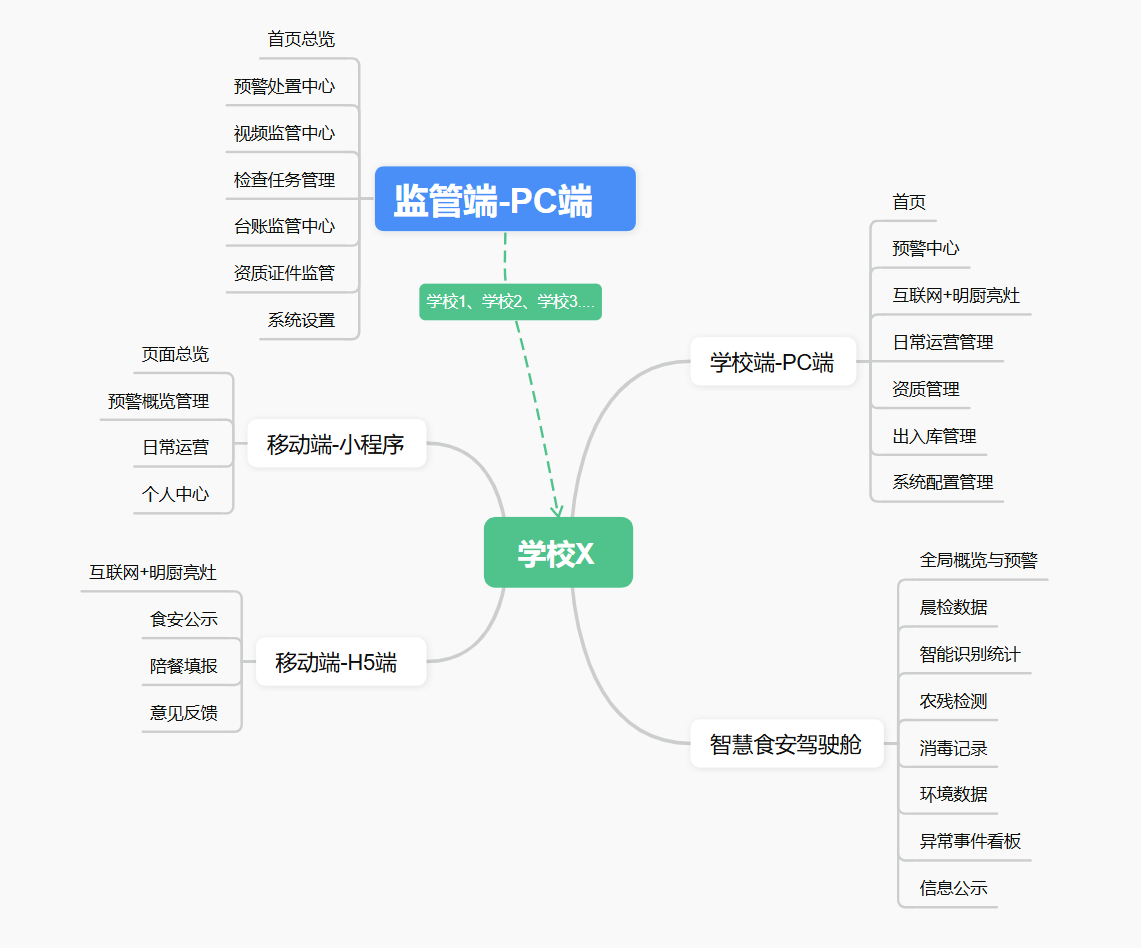 首页总览
预警处置中心
视频监管中心
检查任务管理
台账监管中心
资质证件监管
系统设置
监管端-PC端
学校1、学校2、学校3....
页面总览
预警概览管理
日常运营
个人中心
移动端-小程序
互联网+明厨亮灶
食安公示
陪餐填报
意见反馈
移动端-H5端
学校X
学校端-PC端
首页
预警中心
互联网+明厨亮灶
日常运营管理
资质管理
出入库管理
系统配置管理
智慧食安驾驶舱
全局概览与预警
晨检数据
智能识别统计
农残检测
消毒记录
环境数据
异常事件看板
信息公示